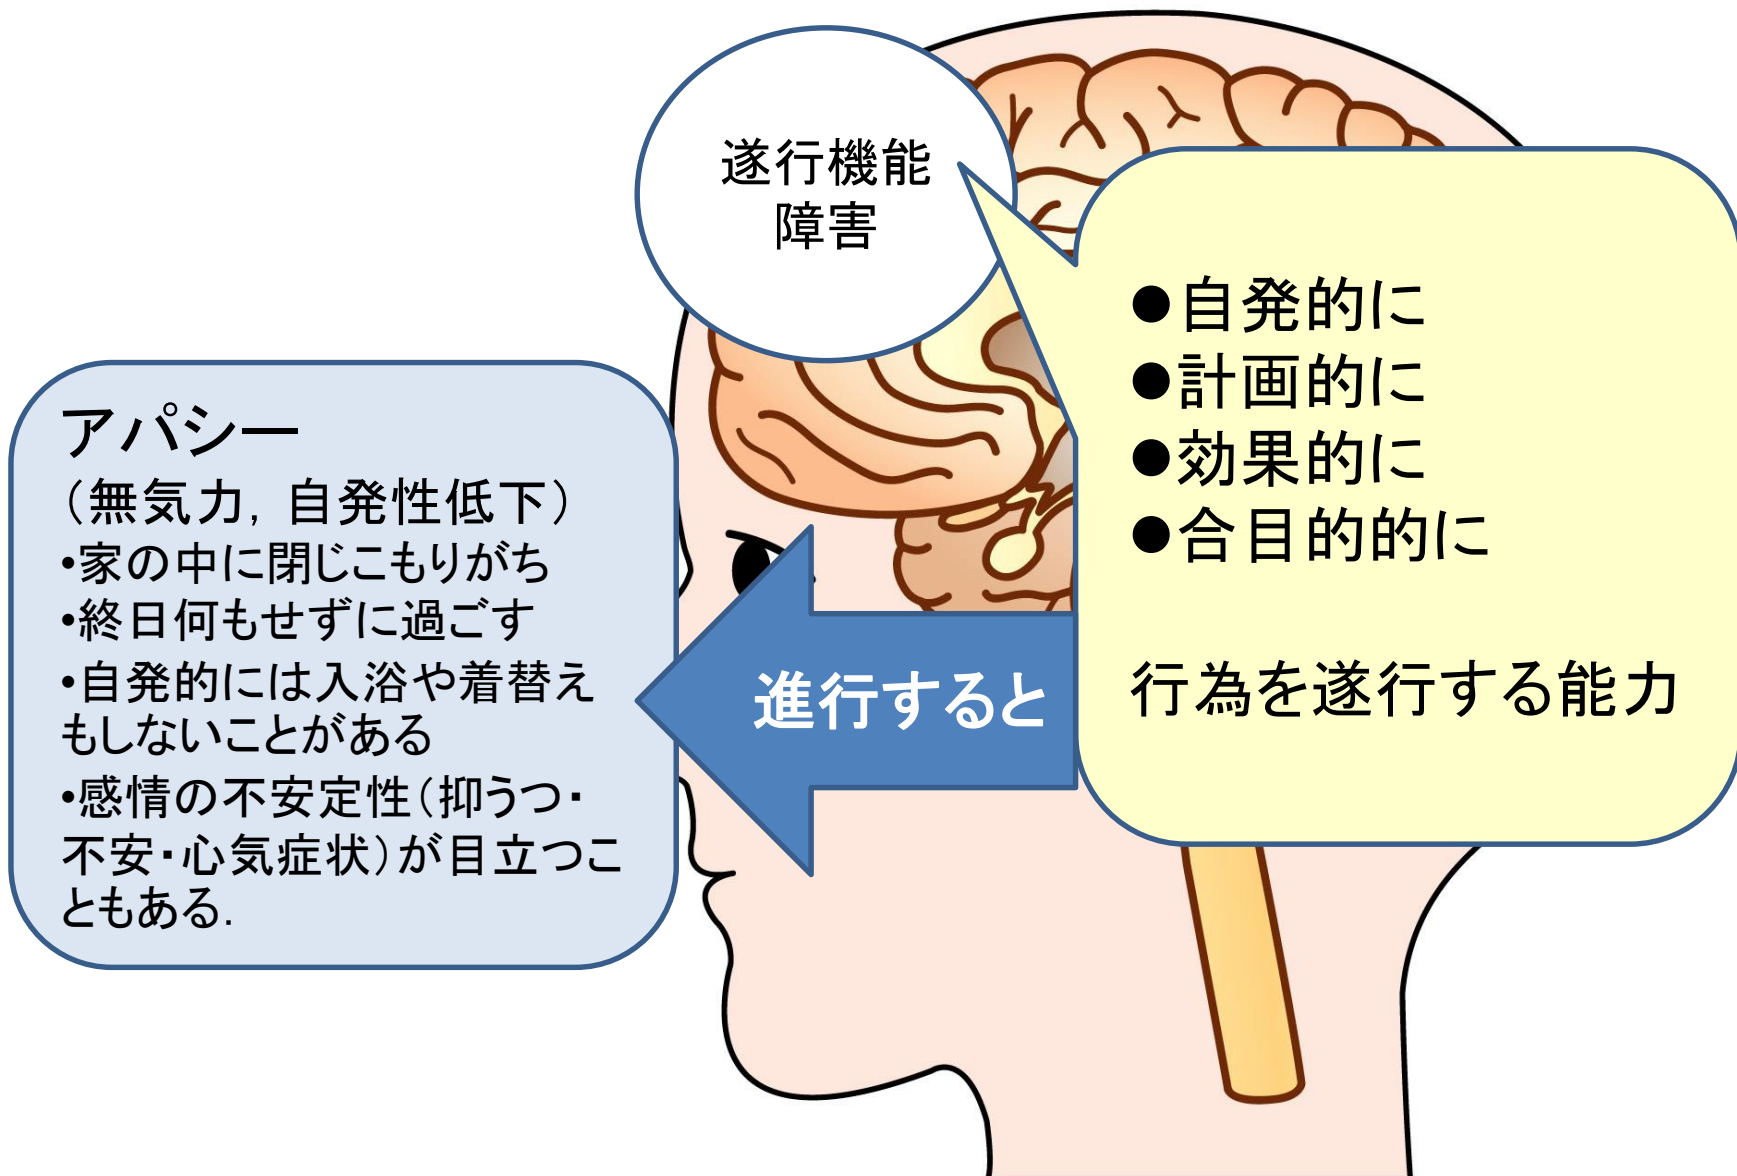 遂行機能
障害
●自発的に
●計画的に
●効果的に
●合目的的に
行為を遂行する能力
進行すると
アパシー
（無気力，自発性低下）
•家の中に閉じこもりがち
•終日何もせずに過ごす
•自発的には入浴や着替え
もしないことがある
•感情の不安定性（抑うつ・
不安・心気症状）が目立つこ
ともある．